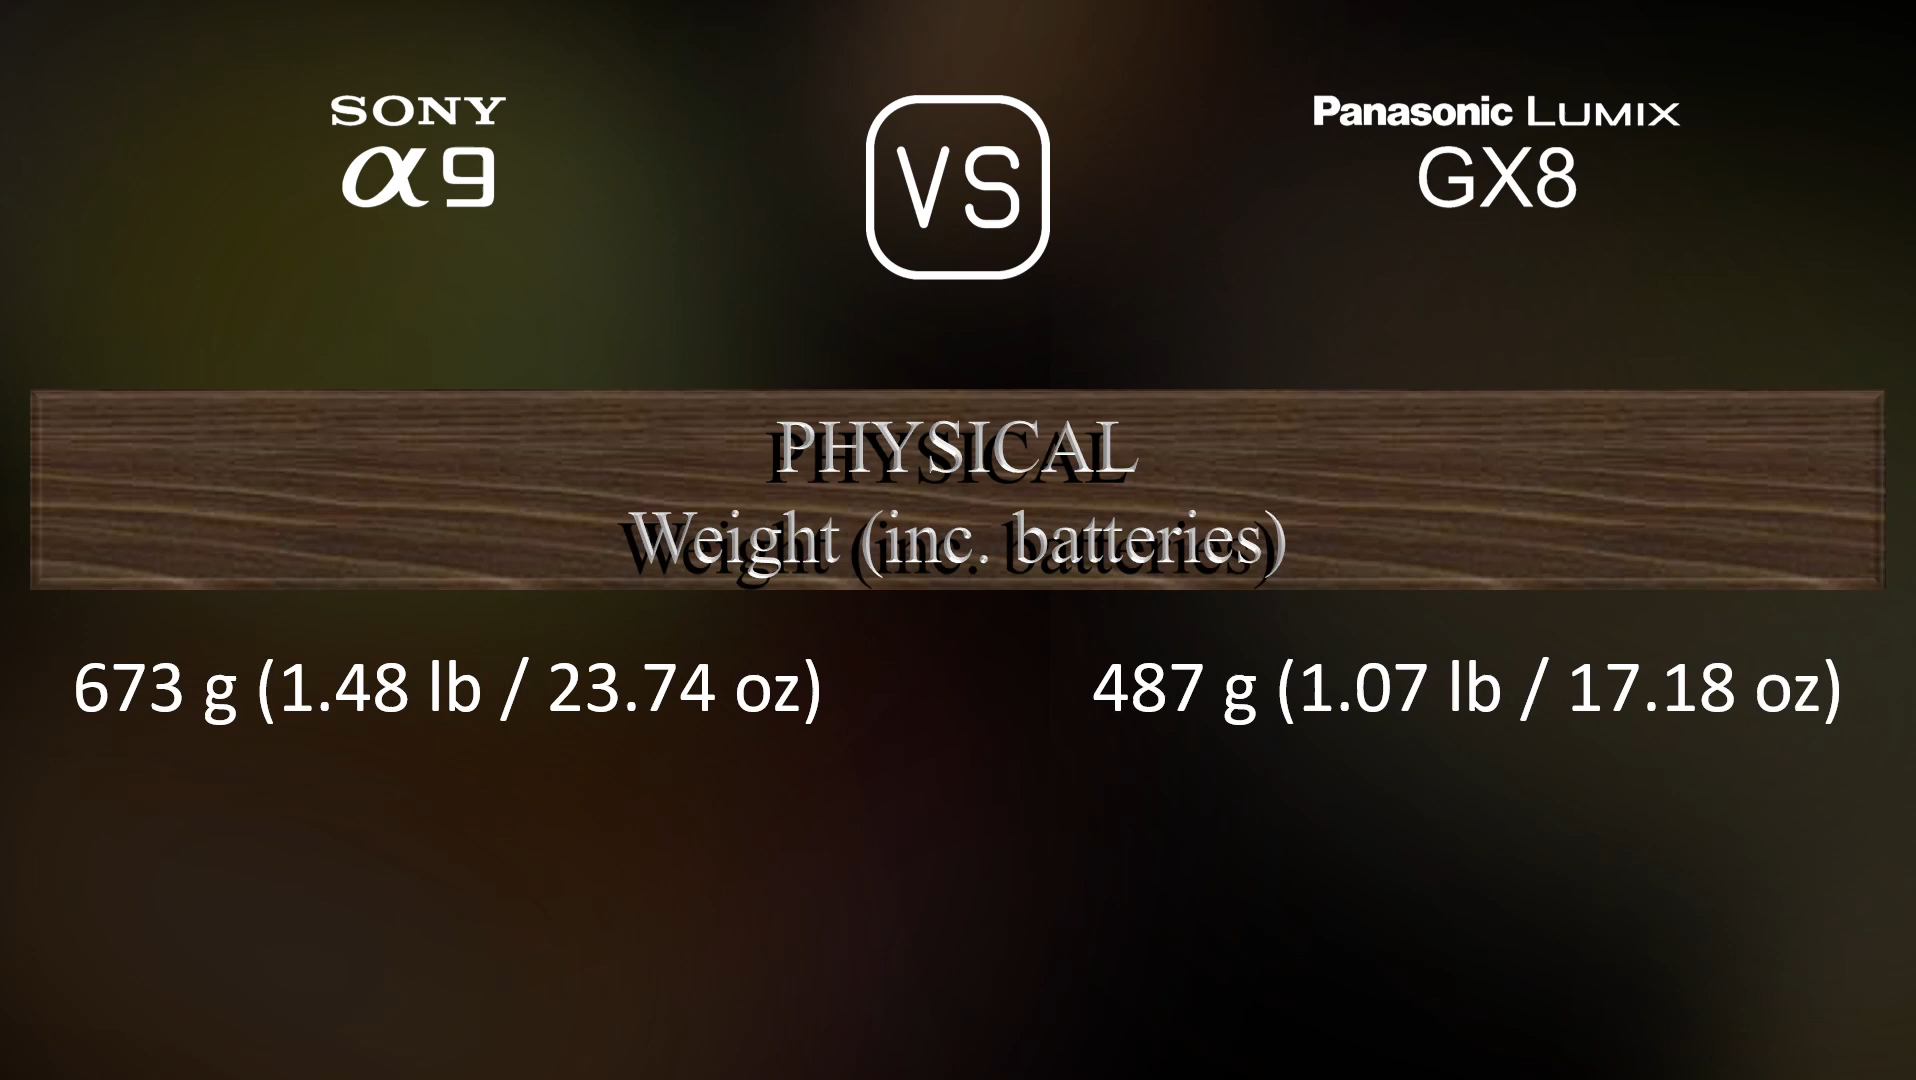 SONY
α9
VS
Panasonic LUMIX
GX8
PHYSICAL
Weight (inc. batteries)
673 g (1.48 lb / 23.74 oz)
487 g (1.07 lb / 17.18 oz)